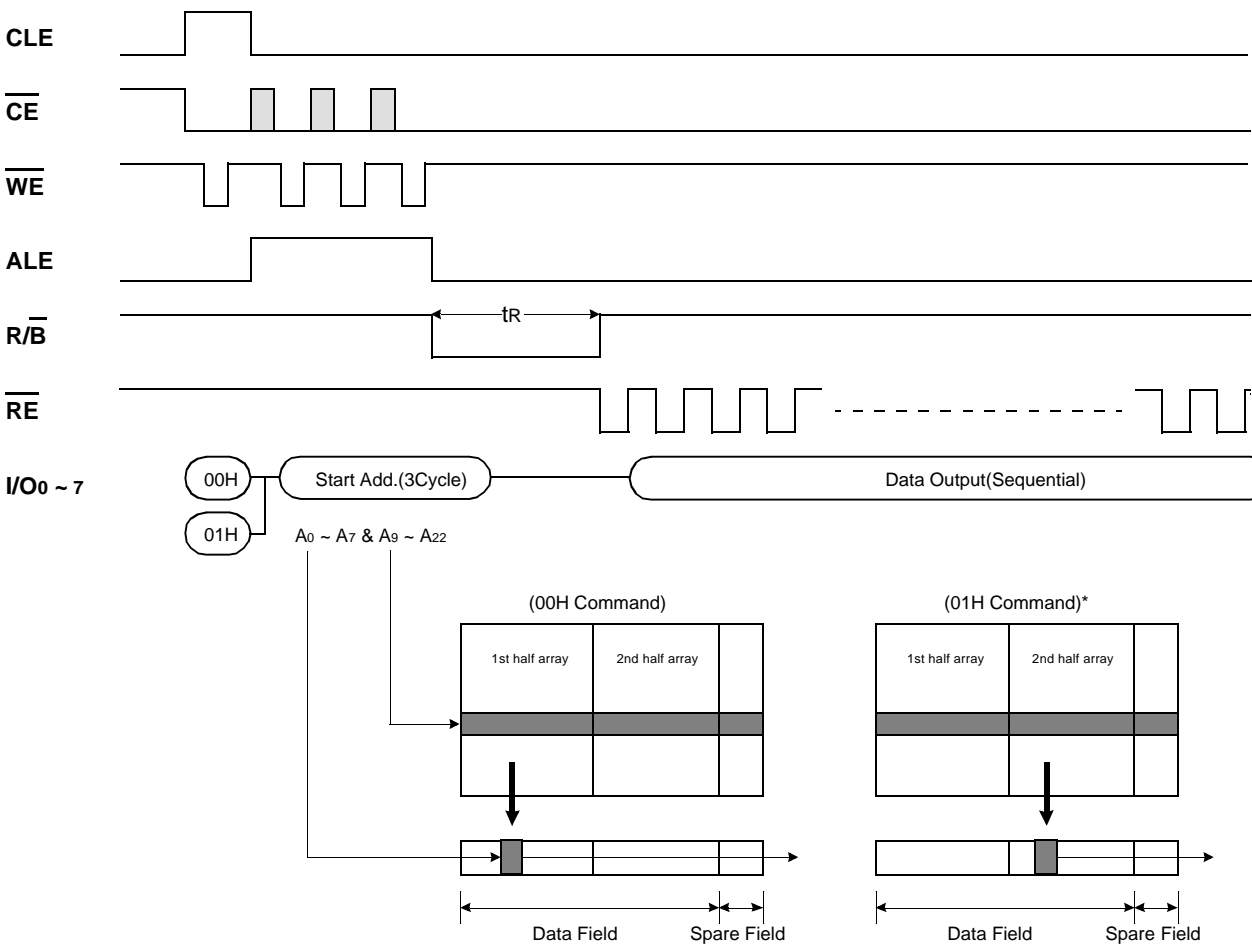 CLE
CE
WE
ALE
R/B
tR
RE
I/O0 ~ 7
00H
Start Add.(3Cycle)
Data Output(Sequential)
01H
A0 ~ A7 & A9 ~ A22
(00H Command)
(01H Command)*
1st half array
2nd half array
1st half array
2nd half array
Data Field
Spare Field
Data Field
Spare Field